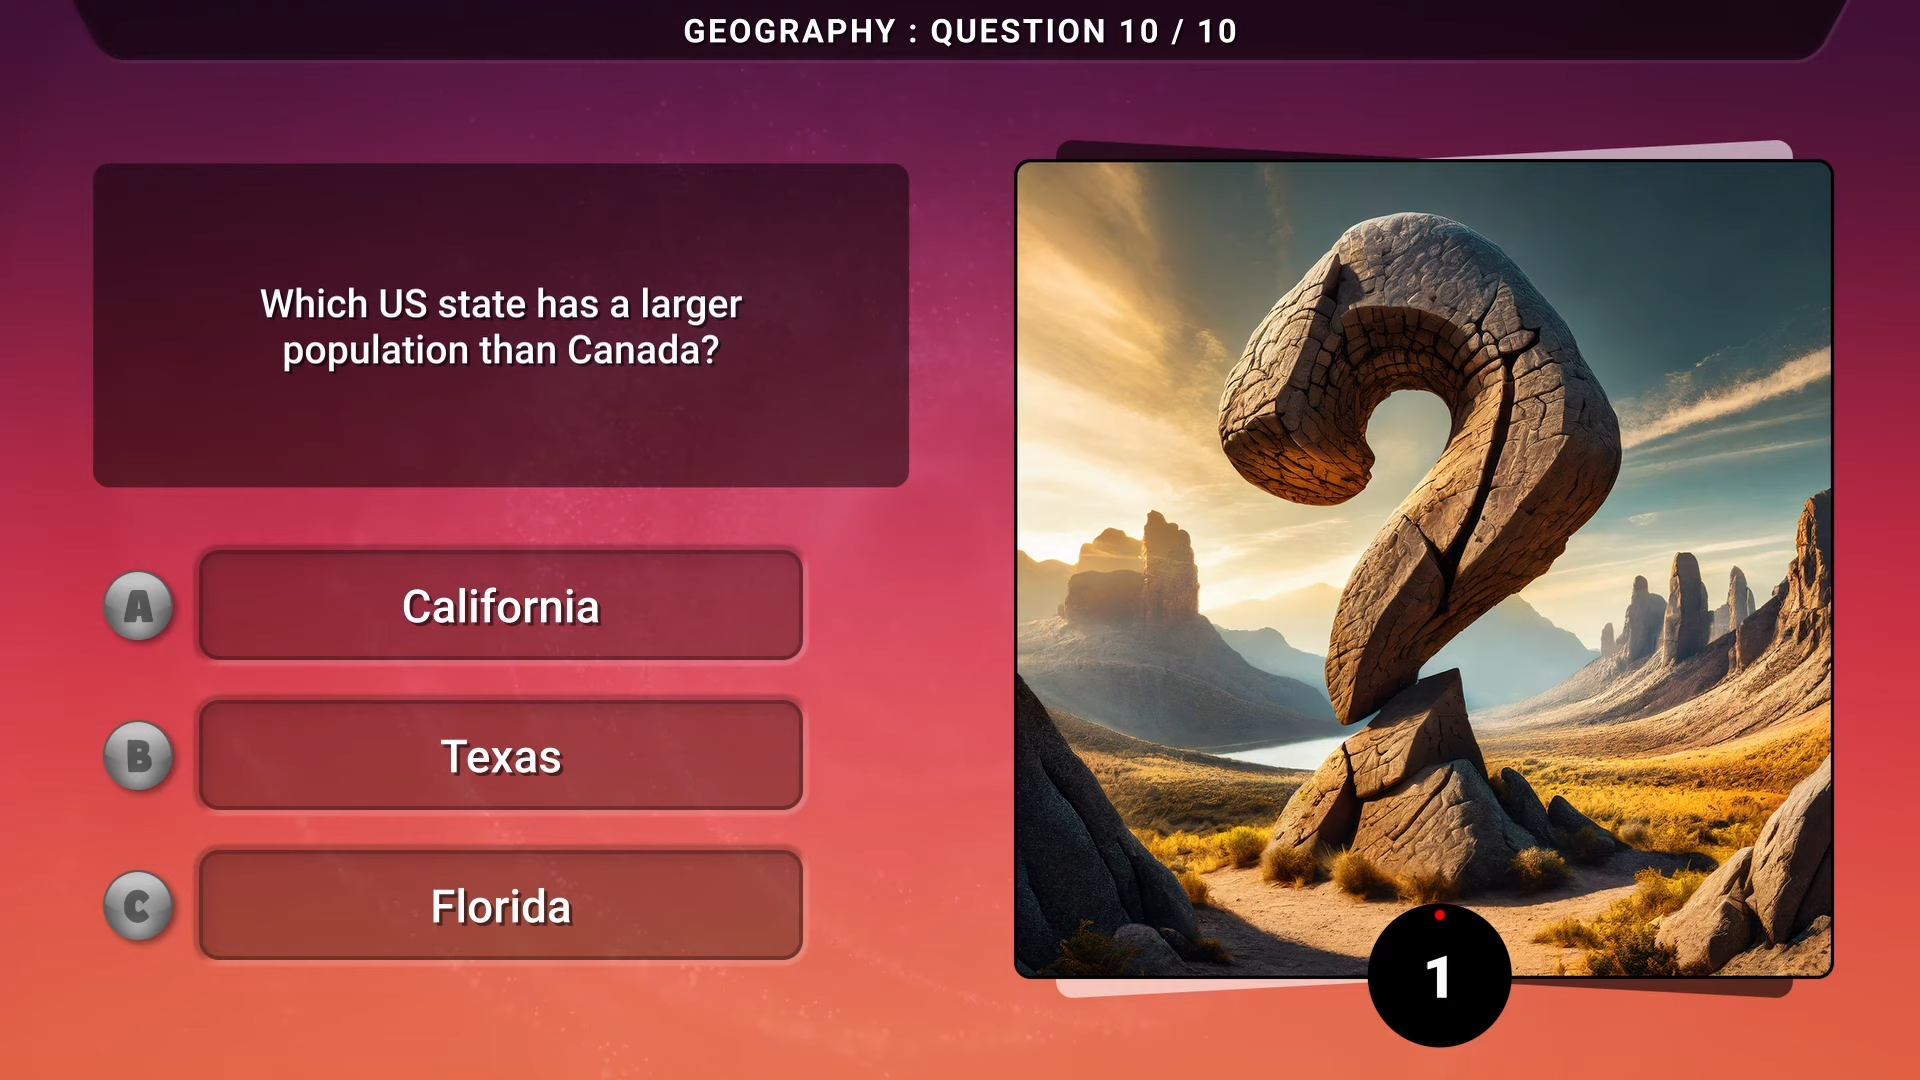 GEOGRAPHY : QUESTION 10 / 10
Which US state has a larger
population than Canada?
A
California
B
Texas
C
Florida
1